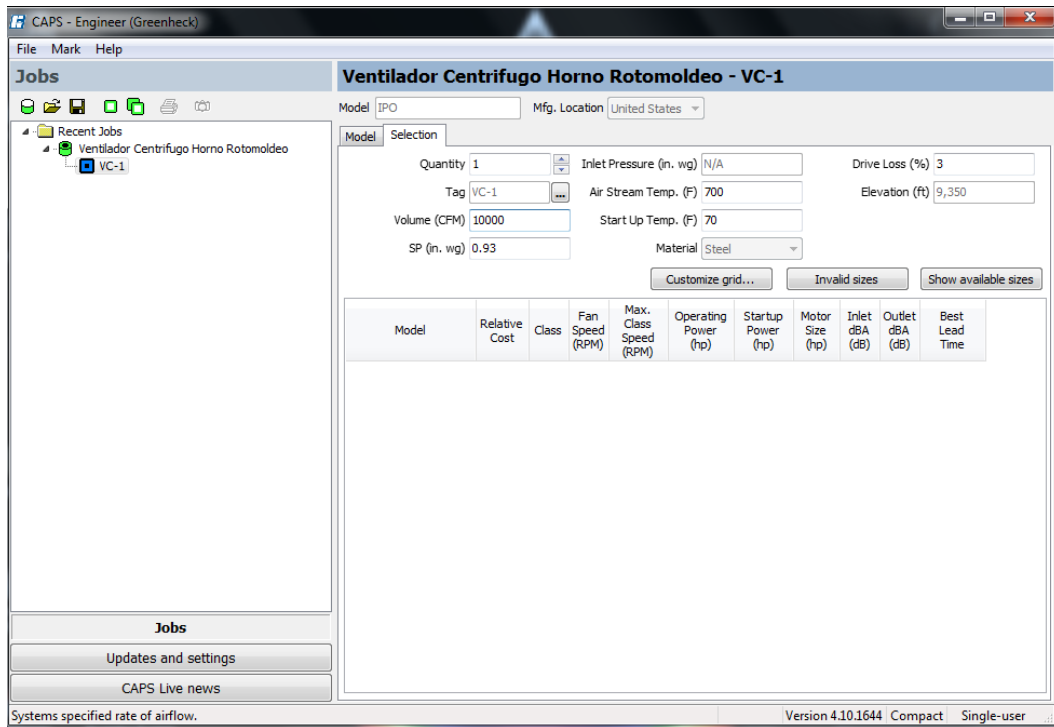 CAPS - Engineer (Greenheck)
File Mark Help
Jobs
Recent Jobs
Ventilador Centrifugo Horno Rotomoldeo
VC-1
Jobs
Updates and settings
CAPS Live news
Ventilador Centrifugo Horno Rotomoldeo - VC-1
Model IPO Mfg. Location United States
Model Selection
Quantity 1 Inlet Pressure (in. wg) N/A Drive Loss (%) 3
Tag VC-1 ... Air Stream Temp. (F) 700 Elevation (ft) 9,350
Volume (CFM) 10000 Start Up Temp. (F) 70
SP (in. wg) 0.93 Material Steel
Customize grid... Invalid sizes Show available sizes
Model Relative Cost Class Fan Speed (RPM) Max. Class Speed (RPM) Operating Power (hp) Startup Power (hp) Motor Size (hp) Inlet dBA (dB) Outlet dBA (dB) Best Lead Time
Systems specified rate of airflow. Version 4.10.1644 Compact Single-user